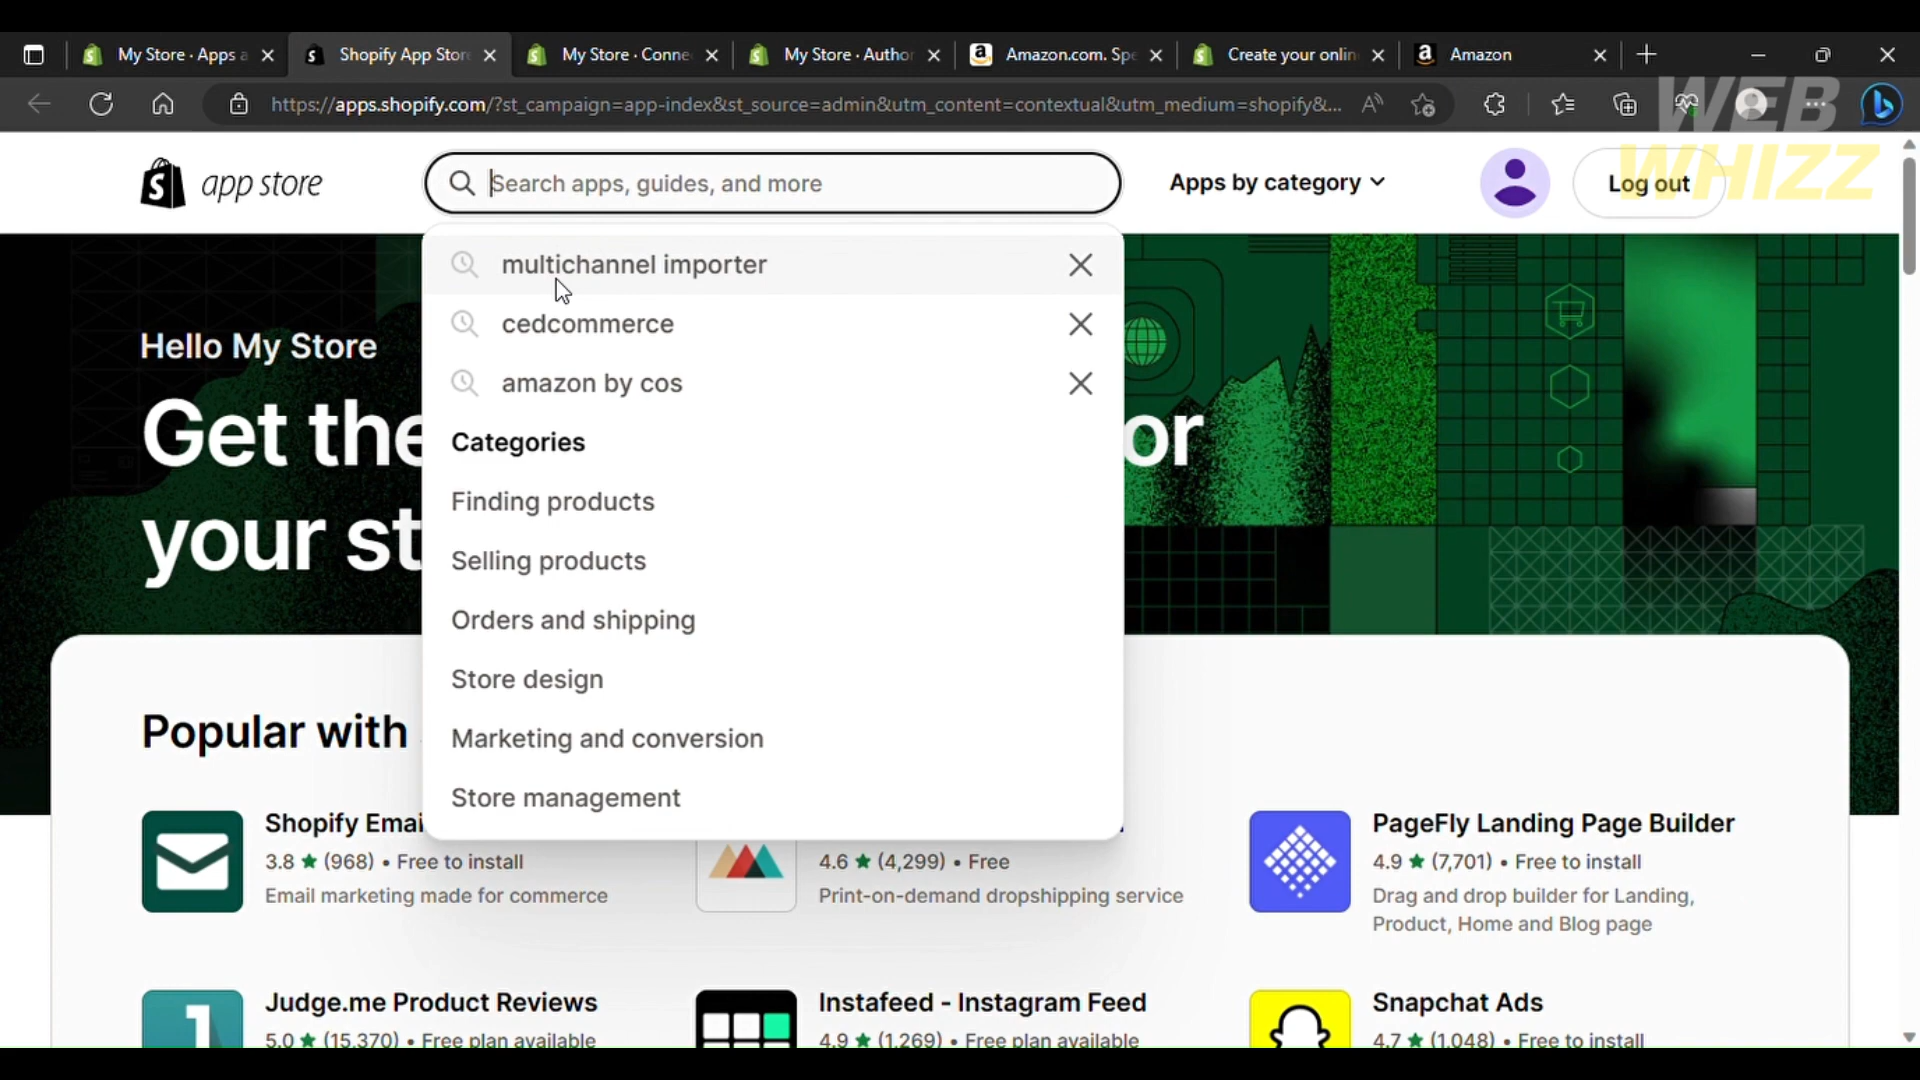 My Store · Apps a
Shopify App Store
My Store · Conne
My Store · Author
Amazon.com. Spe
Create your onlin
Amazon
https://apps.shopify.com/?st_campaign=app-index&st_source=admin&utm_content=contextual&utm_medium=shopify&...
WEB
WHIZZ
app store
Search apps, guides, and more
Apps by category
Log out
multichannel importer
cedcommerce
amazon by cos
Categories
Finding products
Selling products
Orders and shipping
Store design
Marketing and conversion
Store management
Hello My Store
Get the
or
your st
Popular with
Shopify Emai
3.8 ★ (968) • Free to install
Email marketing made for commerce
4.6 ★ (4,299) • Free
Print-on-demand dropshipping service
PageFly Landing Page Builder
4.9 ★ (7,701) • Free to install
Drag and drop builder for Landing,
Product, Home and Blog page
Judge.me Product Reviews
5.0 ★ (15,370) • Free plan available
Instafeed - Instagram Feed
4.9 ★ (1,269) • Free plan available
Snapchat Ads
4.7 ★ (1,048) • Free to install